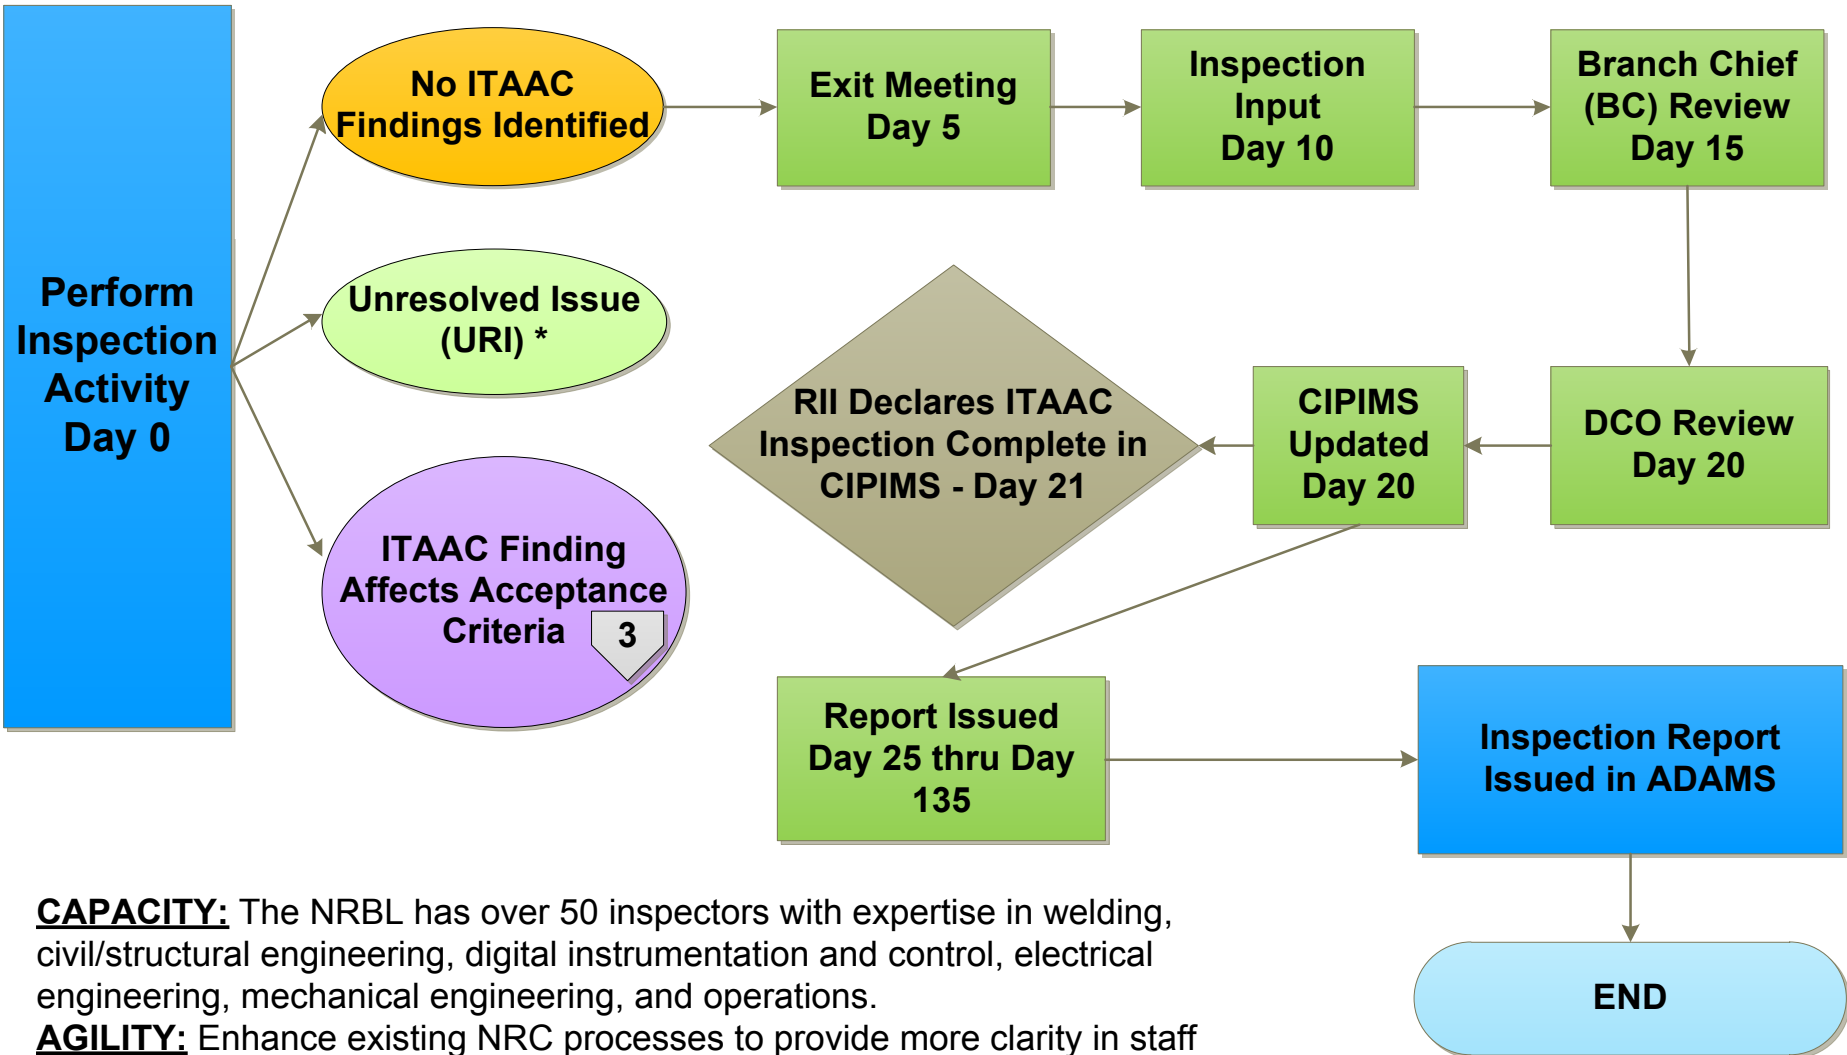 Perform
Inspection
Activity
Day 0
No ITAAC
Findings Identified
Exit Meeting
Day 5
Inspection
Input
Day 10
Branch Chief
(BC) Review
Day 15
Unresolved Issue
(URI) *
RII Declares ITAAC
Inspection Complete in
CIPIMS - Day 21
CIPIMS
Updated
Day 20
DCO Review
Day 20
ITAAC Finding
Affects Acceptance
Criteria
3
Report Issued
Day 25 thru Day
135
Inspection Report
Issued in ADAMS
END
CAPACITY: The NRBL has over 50 inspectors with expertise in welding,
civil/structural engineering, digital instrumentation and control, electrical
engineering, mechanical engineering, and operations.
AGILITY: Enhance existing NRC processes to provide more clarity in staff